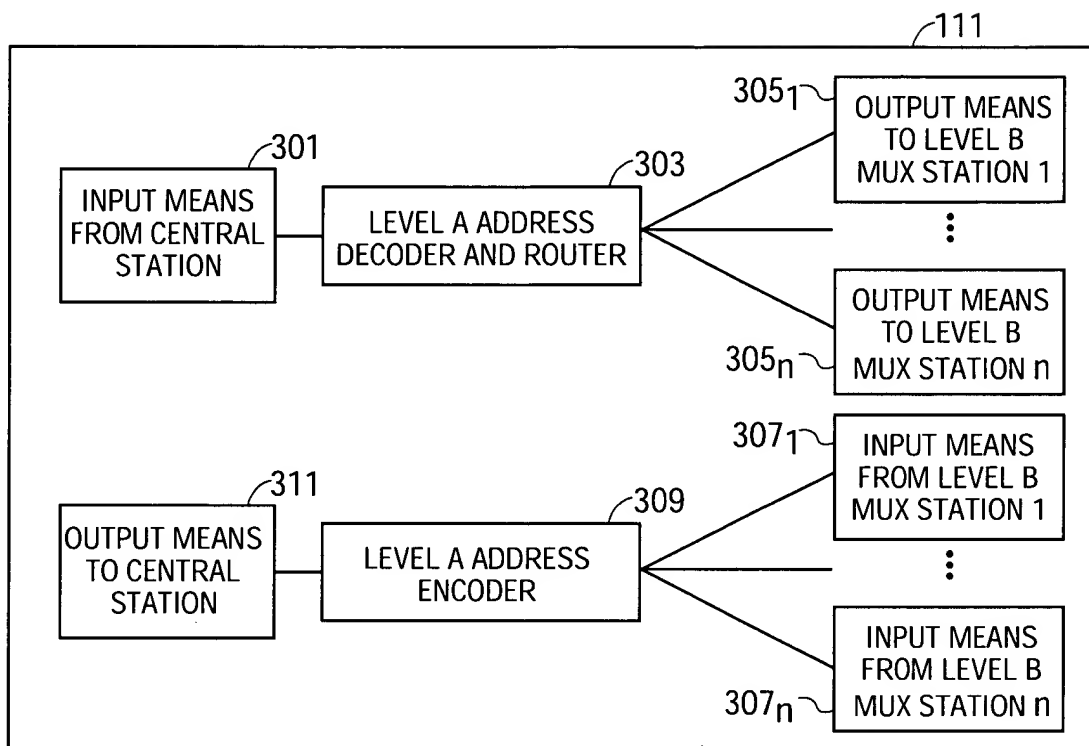 111
301
INPUT MEANS
FROM CENTRAL
STATION
303
LEVEL A ADDRESS
DECODER AND ROUTER
305₁
OUTPUT MEANS
TO LEVEL B
MUX STATION 1
305ₙ
OUTPUT MEANS
TO LEVEL B
MUX STATION n
311
OUTPUT MEANS
TO CENTRAL
STATION
309
LEVEL A ADDRESS
ENCODER
307₁
INPUT MEANS
FROM LEVEL B
MUX STATION 1
307ₙ
INPUT MEANS
FROM LEVEL B
MUX STATION n